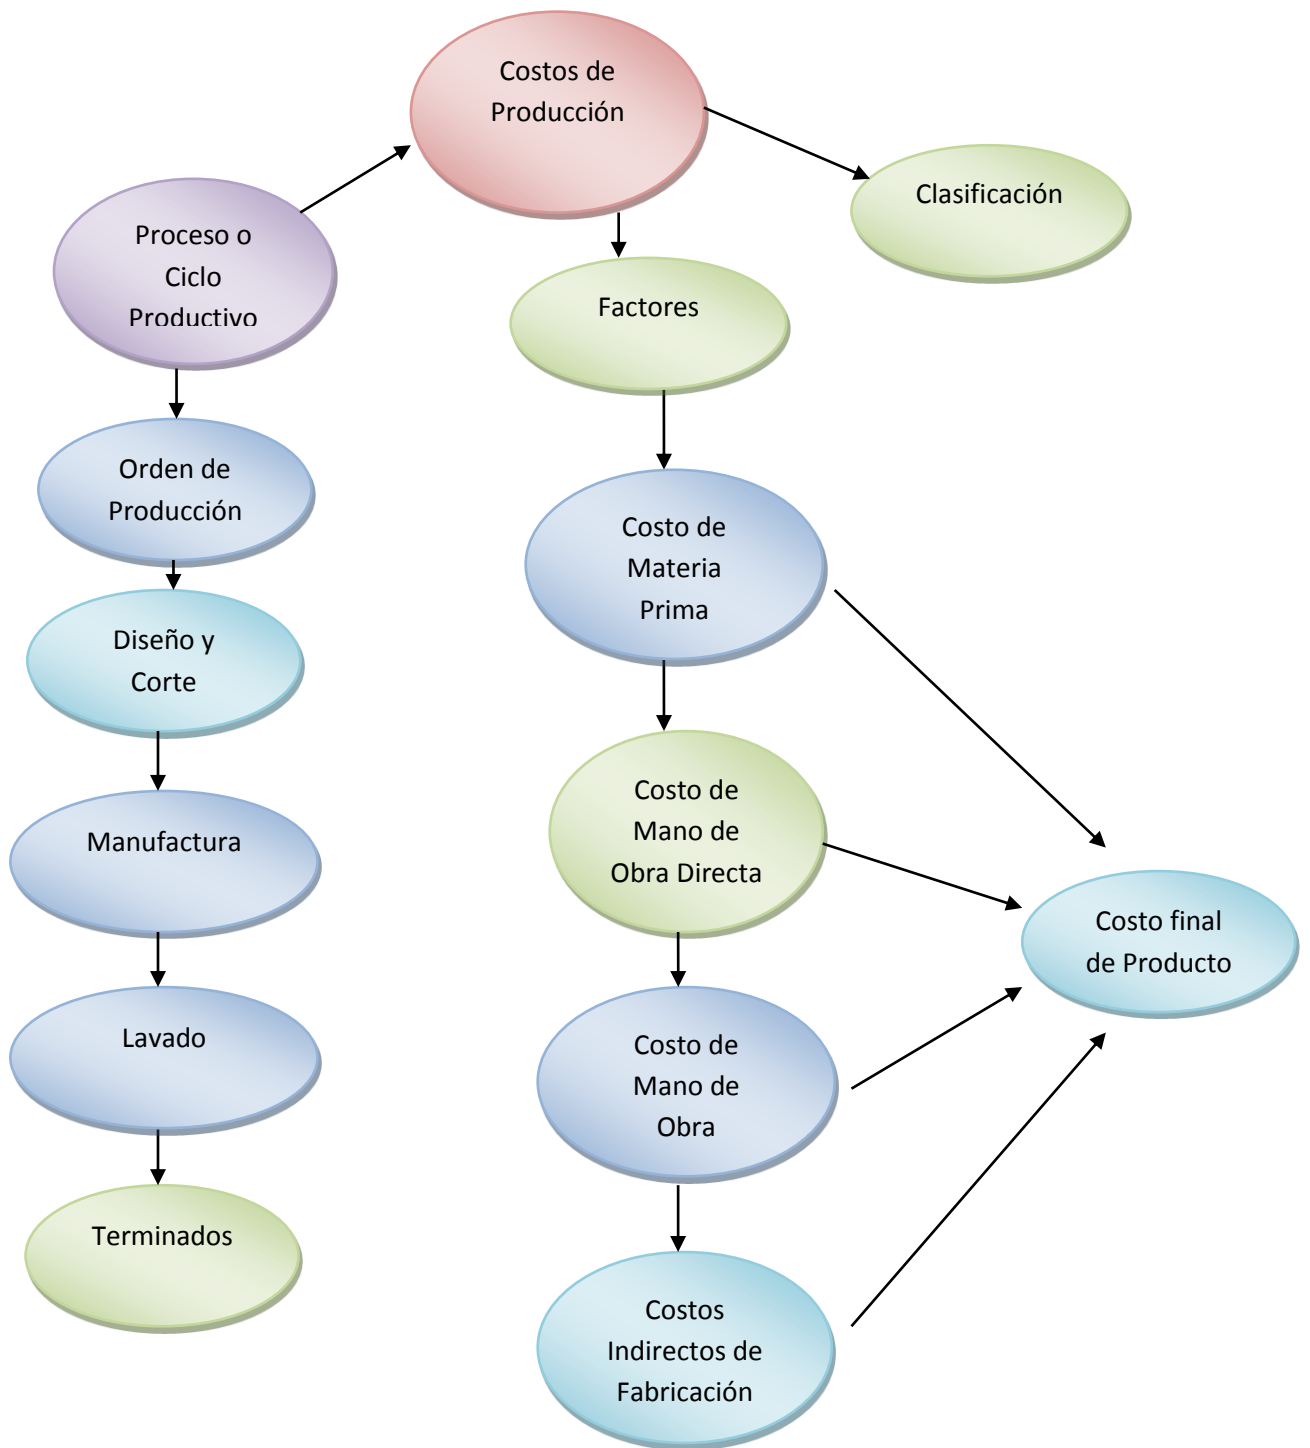 Costos de
Producción
Clasificación
Proceso o
Ciclo
Productivo
Factores
Orden de
Producción
Costo de
Materia
Prima
Diseño y
Corte
Costo de
Mano de
Obra Directa
Manufactura
Costo final
de Producto
Lavado
Costo de
Mano de
Obra
Terminados
Costos
Indirectos de
Fabricación